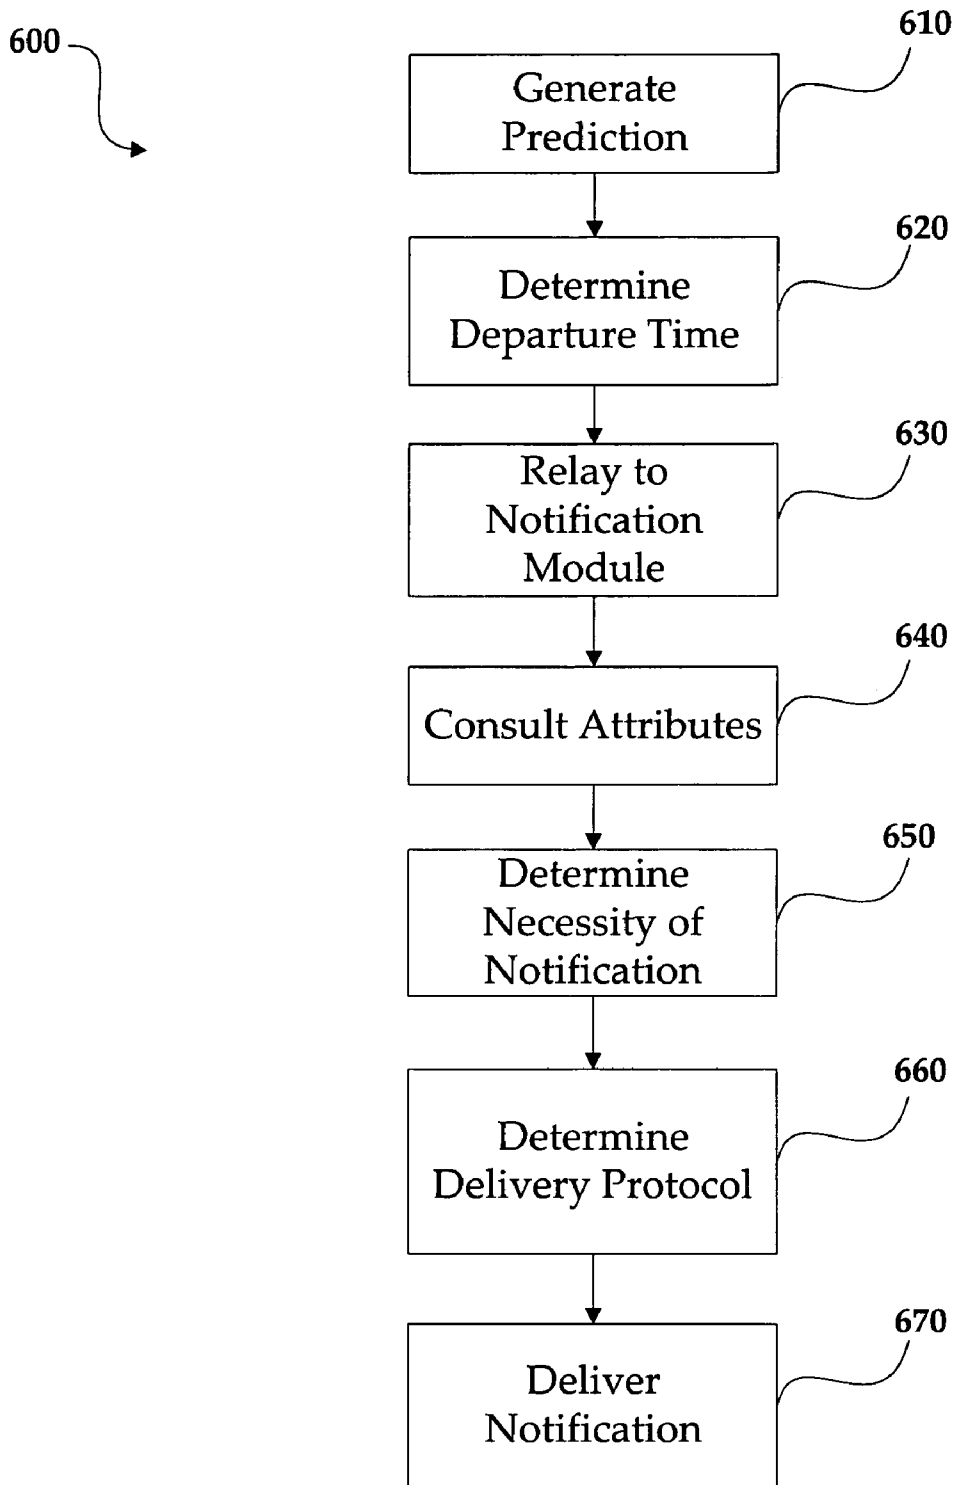 600
610
Generate
Prediction
620
Determine
Departure Time
630
Relay to
Notification
Module
640
Consult Attributes
650
Determine
Necessity of
Notification
660
Determine
Delivery Protocol
670
Deliver
Notification